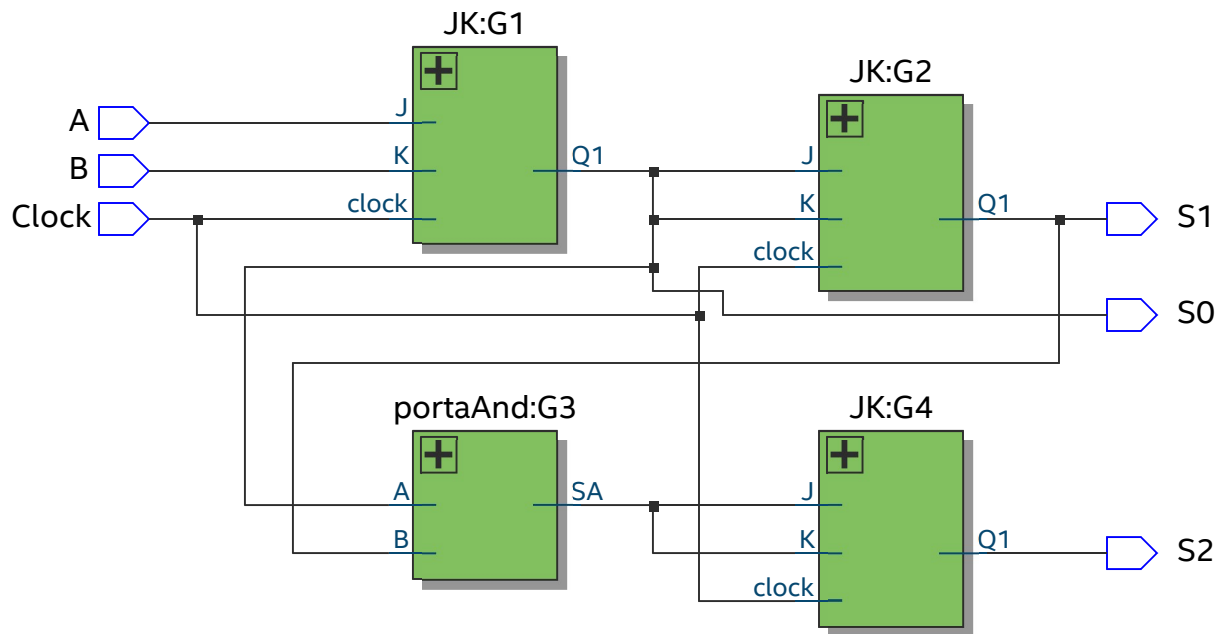 JK:G1
JK:G2
A
J
B
K
Q1
J
Clock
clock
K
Q1
S1
clock
S0
portaAnd:G3
JK:G4
A
SA
J
B
K
Q1
S2
clock